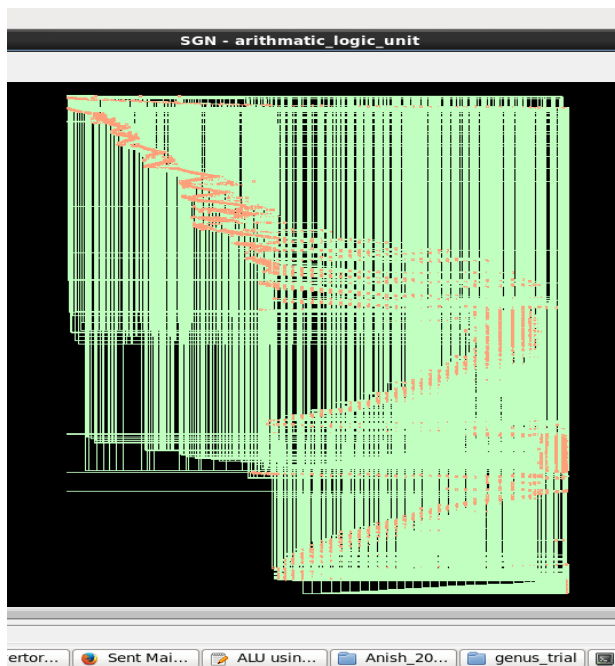 SGN - arithmatic_logic_unit
ertor... Sent Mai... ALU usin... Anish_20... genus_trial